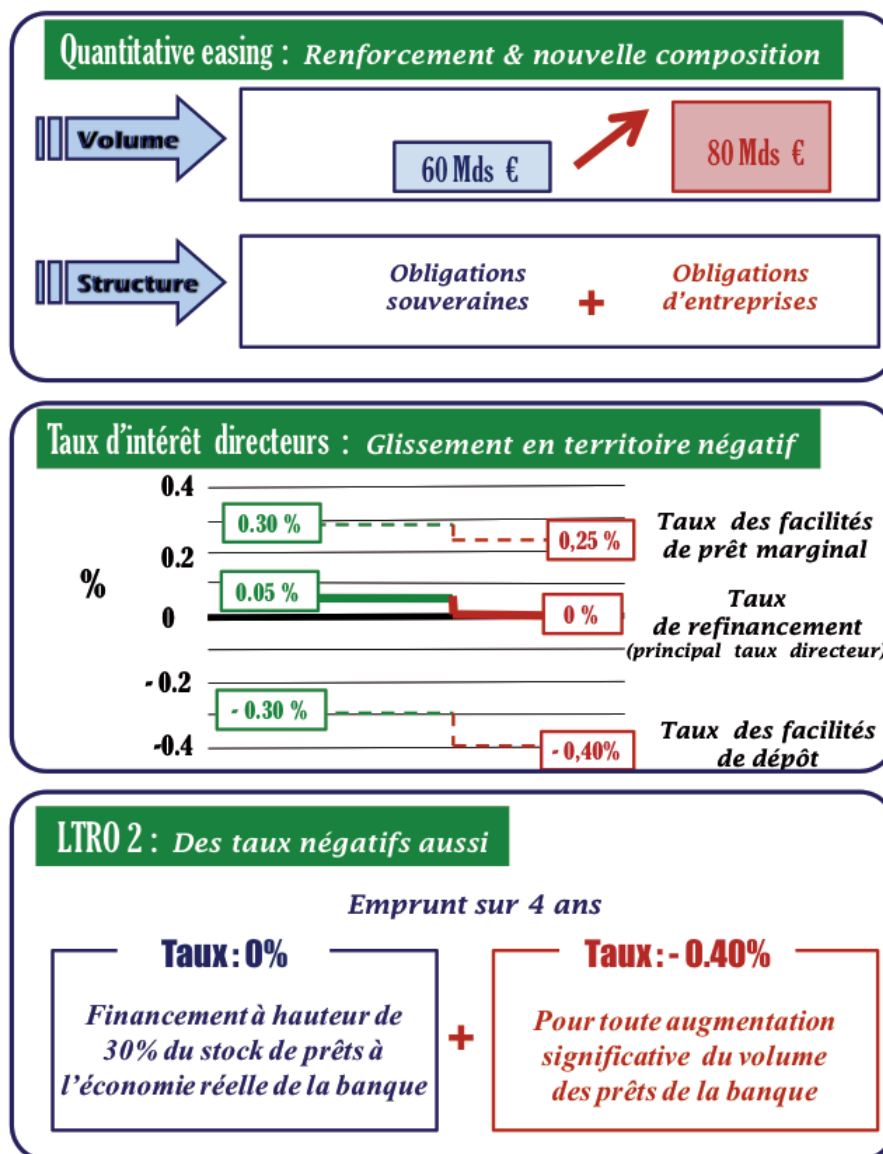 Quantitative easing : Renforcement & nouvelle composition
Volume
60 Mds €
80 Mds €
Structure
Obligations
souveraines
+
Obligations
d'entreprises
Taux d'intérêt directeurs : Glissement en territoire négatif
%
0.4
0.2
0
- 0.2
-0.4
0.30 %
0,25 %
Taux des facilités
de prêt marginal
0.05 %
0 %
Taux
de refinancement
(principal taux directeur)
- 0.30 %
- 0,40%
Taux des facilités
de dépôt
LTRO 2 : Des taux négatifs aussi
Emprunt sur 4 ans
Taux : 0%
Financement à hauteur de
30% du stock de prêts à
l'économie réelle de la banque
+
Taux : - 0.40%
Pour toute augmentation
significative du volume
des prêts de la banque